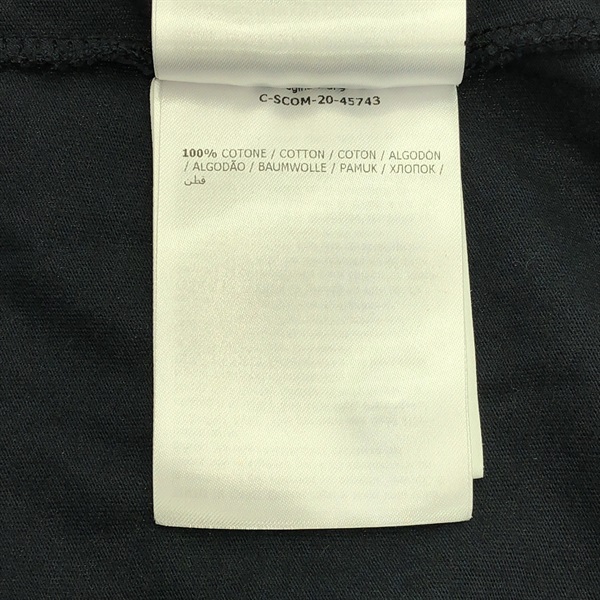 C-SCOM-20-45743
100% COTONE / COTTON / COTON / ALGODÓN
/ ALGODÃO / BAUMWOLLE / PAMUK / ХЛОПОК /
قطن